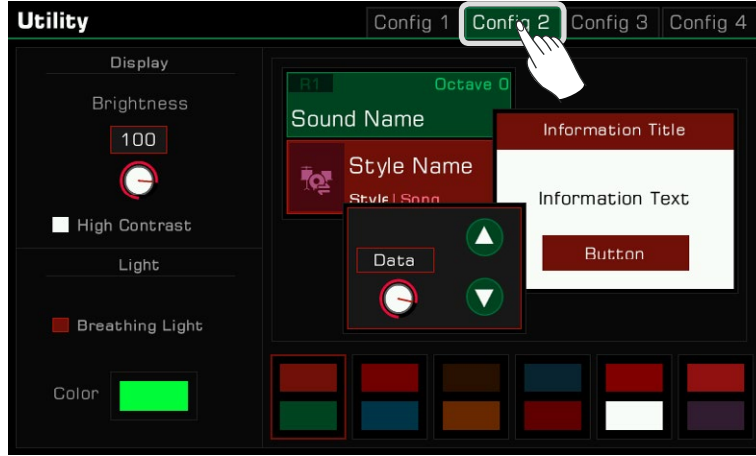 Utility
Config 1 Config 2 Config 3 Config 4
Display
Brightness
100
High Contrast
Light
Breathing Light
Color
R1 Octave 0
Sound Name
Style Name
Style | Song
Data
Information Title
Information Text
Button